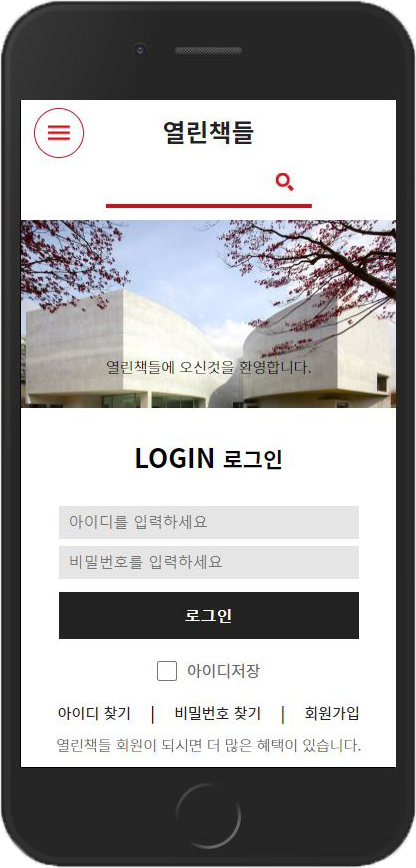 열린책들
열린책들에 오신것을 환영합니다.
LOGIN 로그인
아이디를 입력하세요
비밀번호를 입력하세요
로그인
아이디저장
아이디 찾기 | 비밀번호 찾기 | 회원가입
열린책들 회원이 되시면 더 많은 혜택이 있습니다.